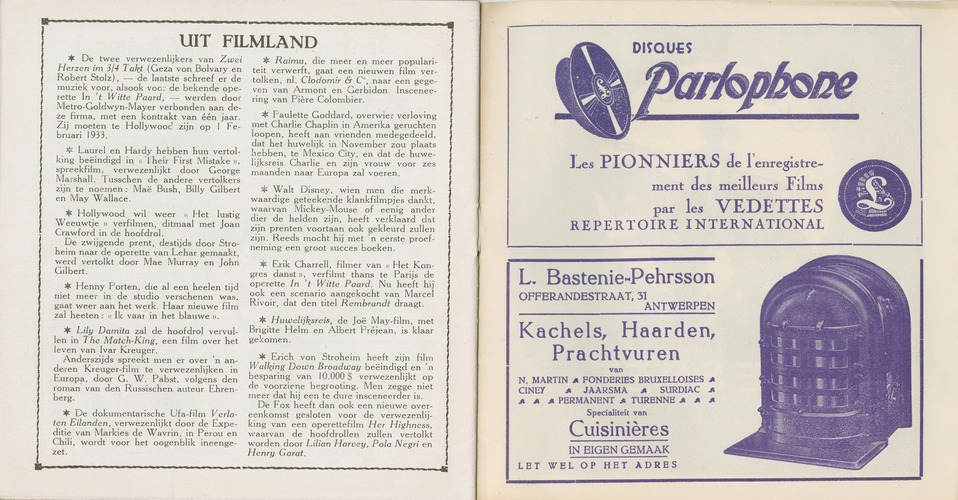 UIT FILMLAND
✶ De twee verwezenlijkers van Zwei
Herzen im 3/4 Takt (Geza von Bolvary en
Robert Stolz), — de laatste schreef er de
muziek voor, alsook voc: de bekende ope-
rette In 't Witte Paard, — werden door
Metro-Goldwyn-Mayer verbonden aan de-
ze firma, met een kontrakt van één jaar.
Zij moeten te Hollywood zijn op 1 Fe-
bruari 1933.
✶ Laurel en Hardy hebben hun vertol-
king beëindigd in « Their First Mistake »,
spreekfilm, verwezenlijkt door George
Marshall. Tusschen de andere vertolkers
zijn te noemen: Maë Bush, Billy Gilbert
en May Wallace.
✶ Hollywood wil weer « Het lustig
Weeuwtje » verfilmen, ditmaal met Joan
Crawford in de hoofdrol.
De zwijgende prent, destijds door Stro-
heim naar de operette van Lehar gemaakt,
werd vertolkt door Mae Murray en John
Gilbert.
✶ Henny Porten, die al een heelen tijd
niet meer in de studio verschenen was,
gaat weer aan het werk. Haar nieuwe film
zal heeten: « Ik vaar in het blauwe ».
✶ Lily Damita zal de hoofdrol vervul-
len in The Match-King, een film over het
leven van Ivar Kreuger.
Anderszijds spreekt men er over 'n an-
deren Kreuger-film te verwezenlijken in
Europa, door G. W. Pabst, volgens den
roman van den Russischen auteur Ehren-
berg.
✶ De dokumentarische Ufa-film Verla-
ten Eilanden, verwezenlijkt door de Expe-
ditie van Markies de Wavrin, in Perou en
Chili, wordt voor het oogenblik ineenge-
zet.
✶ Raimu, die meer en meer populari-
teit verwerft, gaat een nieuwen film ver-
tolken, nl. Clodomir & C°, naar een gege-
ven van Armont en Gerbidon. Insceneе-
ring van Pière Colombier.
✶ Paulette Goddard, overwier verloving
met Charlie Chaplin in Amerika geruchten
loopen, heeft aan vrienden medegedeeld,
dat het huwelijk in November zou plaats
hebben, te Mexico City, en dat de huwe-
lijksreis Charlie en zijn vrouw voor zes
maanden naar Europa zal voeren.
✶ Walt Disney, wien men die merk-
waardige geteekende klankfilmpjes dankt,
waarvan Mickey-Mouse of eenig ander
dier de helden zijn, heeft verklaard dat
zijn prenten voortaan ook gekleurd zullen
zijn. Reeds mocht hij met 'n eerste proef-
neming een groot succes boeken.
✶ Erik Charrell, filmer van « Het Kon-
gres danst », verfilmt thans te Parijs de
operette In 't Witte Paard. Nu heeft hij
ook een scenario aangekocht van Marcel
Rivoir, dat den titel Rembrandt draagt.
✶ Huwelijksreis, de Joë May-film, met
Brigitte Helm en Albert Préjean, is klaar
gekomen.
✶ Erich von Stroheim heeft zijn film
Walking Down Broadway beëindigd en 'n
besparing van 10.000 $ verwezenlijkt op
de voorziene begrooting. Men zegge niet
meer dat hij een te dure insceneerder is.
De Fox heeft dan ook een nieuwe over-
eenkomst gesloten voor de verwezenlij-
king van een operettefilm Her Highness,
waarvan de hoofdrollen zullen vertolkt
worden door Lilian Harvey, Pola Negri en
Henry Garat.
DISQUES
Parlophone
Les PIONNIERS de l'enregistre-
ment des meilleurs Films
par les VEDETTES
REPERTOIRE INTERNATIONAL
L. Bastenie-Pehrsson
OFFERANDESTRAAT, 31
ANTWERPEN
Kachels, Haarden,
Prachtvuren
van
N. MARTIN FONDERIES BRUXELLOISES
CINEY JAARSMA SURDIAC
PERMANENT TURENNE
Specialiteit van
Cuisinières
IN EIGEN GEMAAK
LET WEL OP HET ADRES